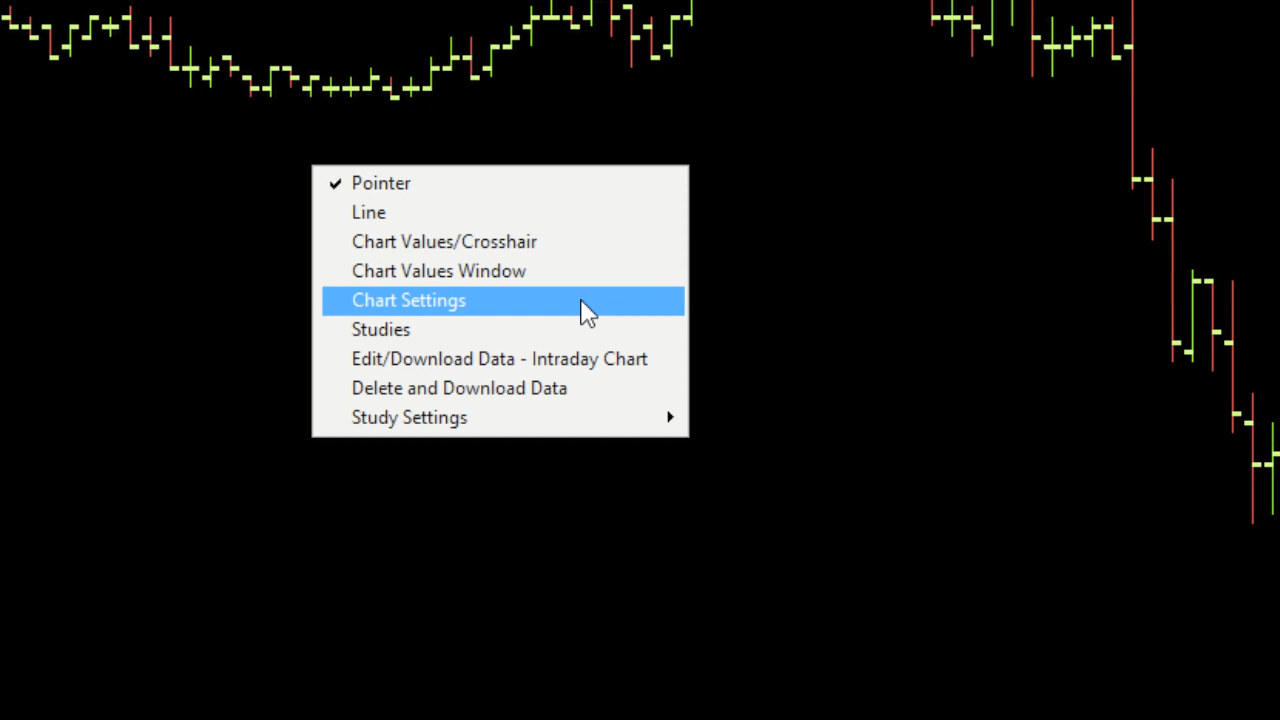 Pointer
Line
Chart Values/Crosshair
Chart Values Window
Chart Settings
Studies
Edit/Download Data - Intraday Chart
Delete and Download Data
Study Settings